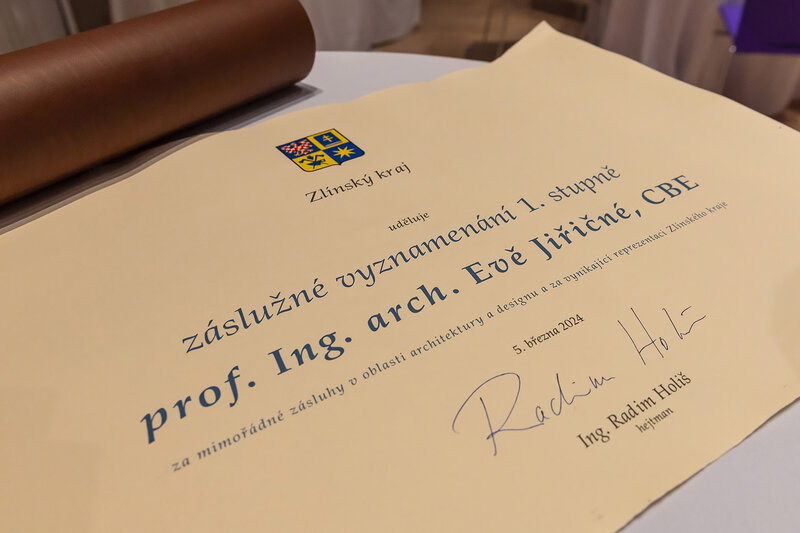 Zlínský kraj
uděluje
záslužné vyznamenání 1. stupně
prof. Ing. arch. Evě Jiřičné, CBE
za mimořádné zásluhy v oblasti architektury a designu a za vynikající reprezentaci Zlínského kraje
5. března 2024
Radim Holiš
Ing. Radim Holiš
hejtman